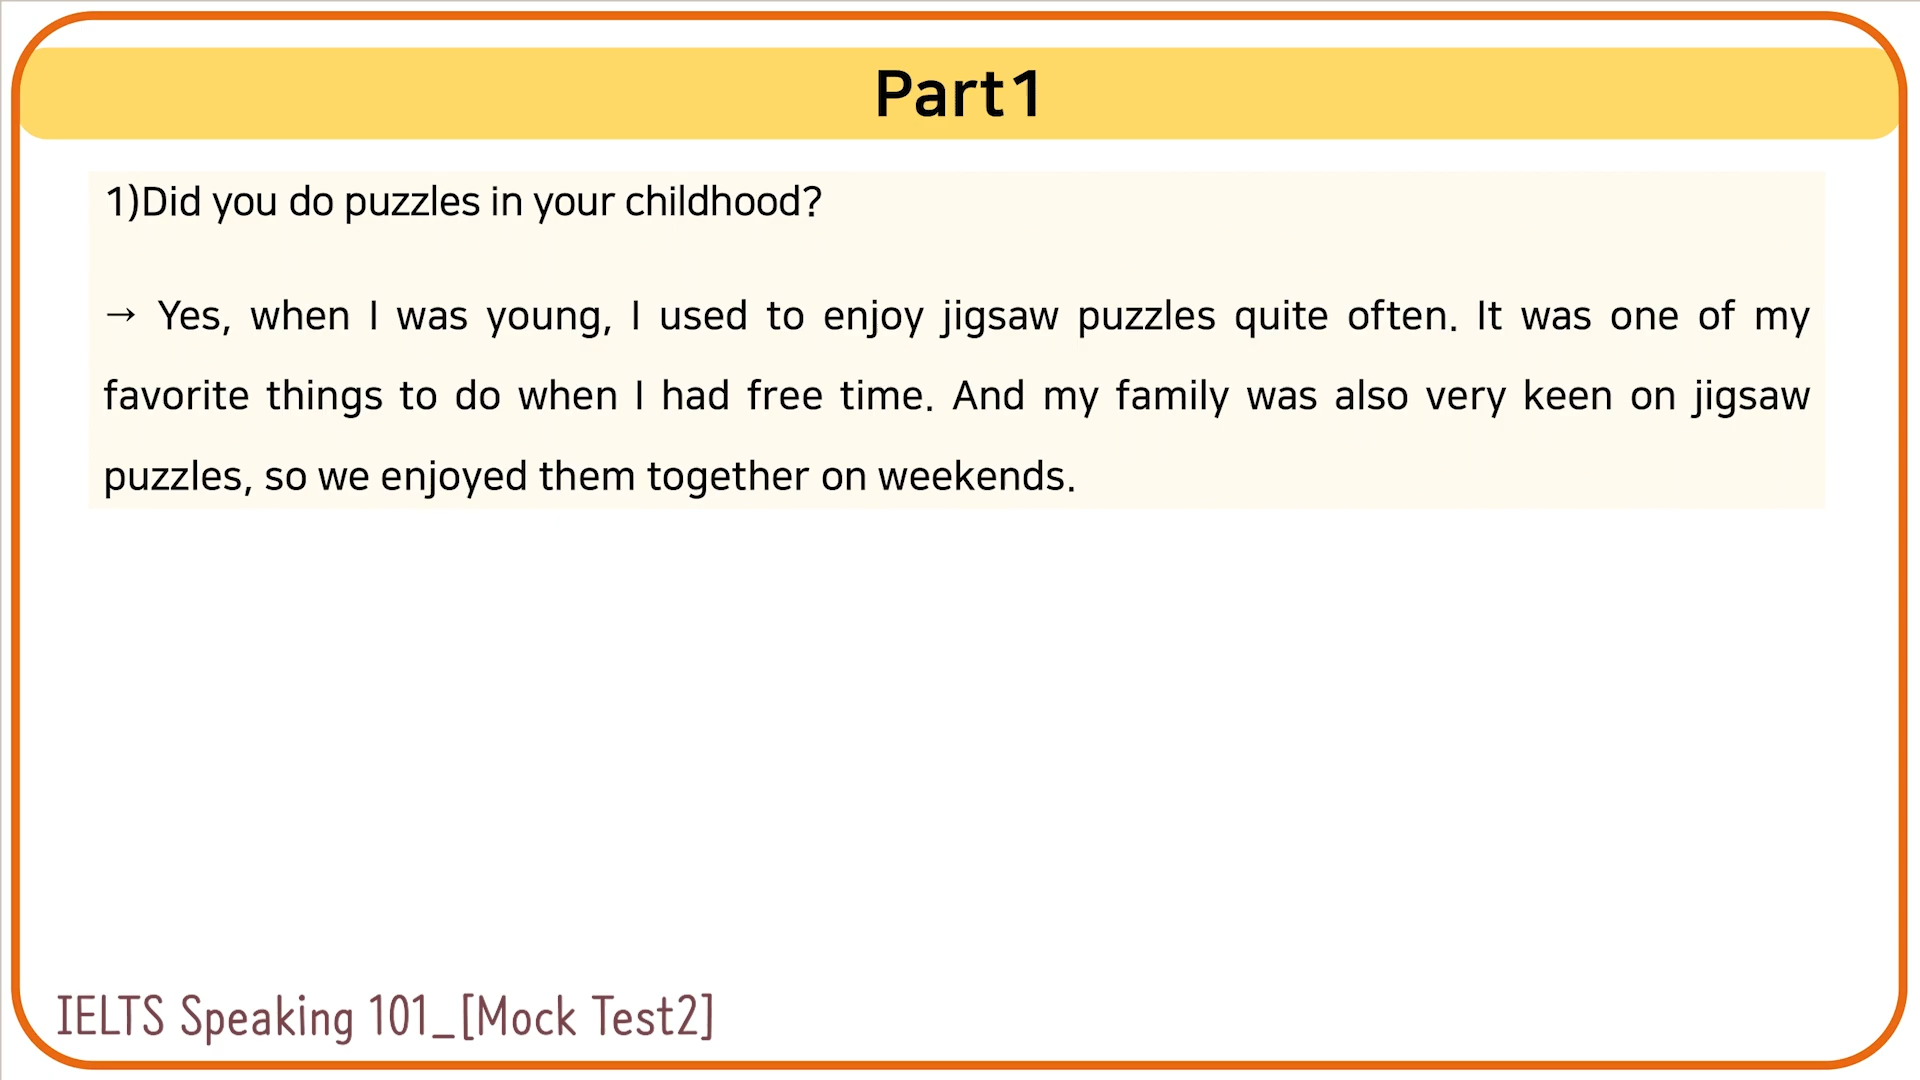 Part1
1)Did you do puzzles in your childhood?
→ Yes, when I was young, I used to enjoy jigsaw puzzles quite often. It was one of my
favorite things to do when I had free time. And my family was also very keen on jigsaw
puzzles, so we enjoyed them together on weekends.
IELTS Speaking 101_[Mock Test2]